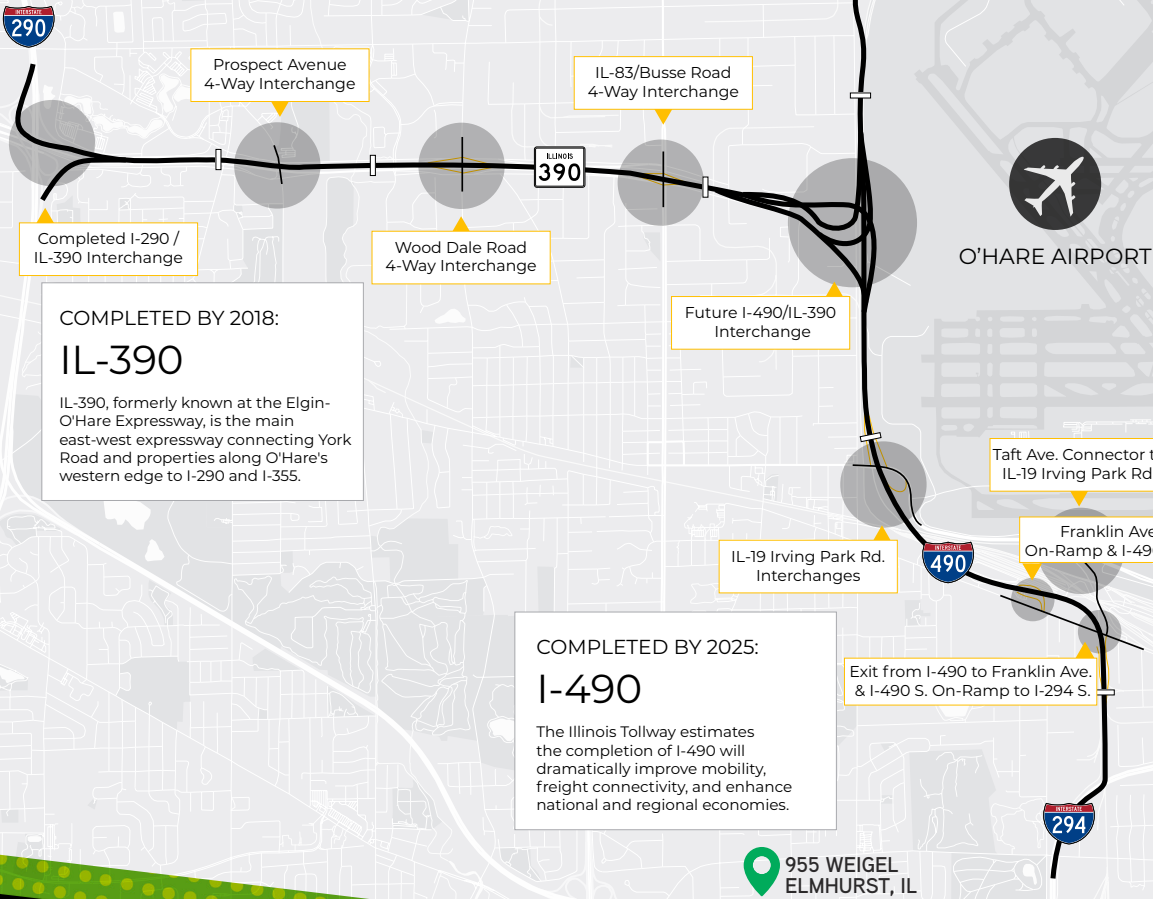 290
Prospect Avenue
4-Way Interchange
IL-83/Busse Road
4-Way Interchange
ILLINOIS
390
Completed I-290 /
IL-390 Interchange
Wood Dale Road
4-Way Interchange
O'HARE AIRPORT
Future I-490/IL-390
Interchange
COMPLETED BY 2018:
IL-390
IL-390, formerly known at the Elgin-
O'Hare Expressway, is the main
east-west expressway connecting York
Road and properties along O'Hare's
western edge to I-290 and I-355.
Taft Ave. Connector t
IL-19 Irving Park Rd
Franklin Ave
On-Ramp & I-49
IL-19 Irving Park Rd.
Interchanges
INTERSTATE
490
Exit from I-490 to Franklin Ave.
& I-490 S. On-Ramp to I-294 S.
COMPLETED BY 2025:
I-490
The Illinois Tollway estimates
the completion of I-490 will
dramatically improve mobility,
freight connectivity, and enhance
national and regional economies.
INTERSTATE
294
955 WEIGEL
ELMHURST, IL